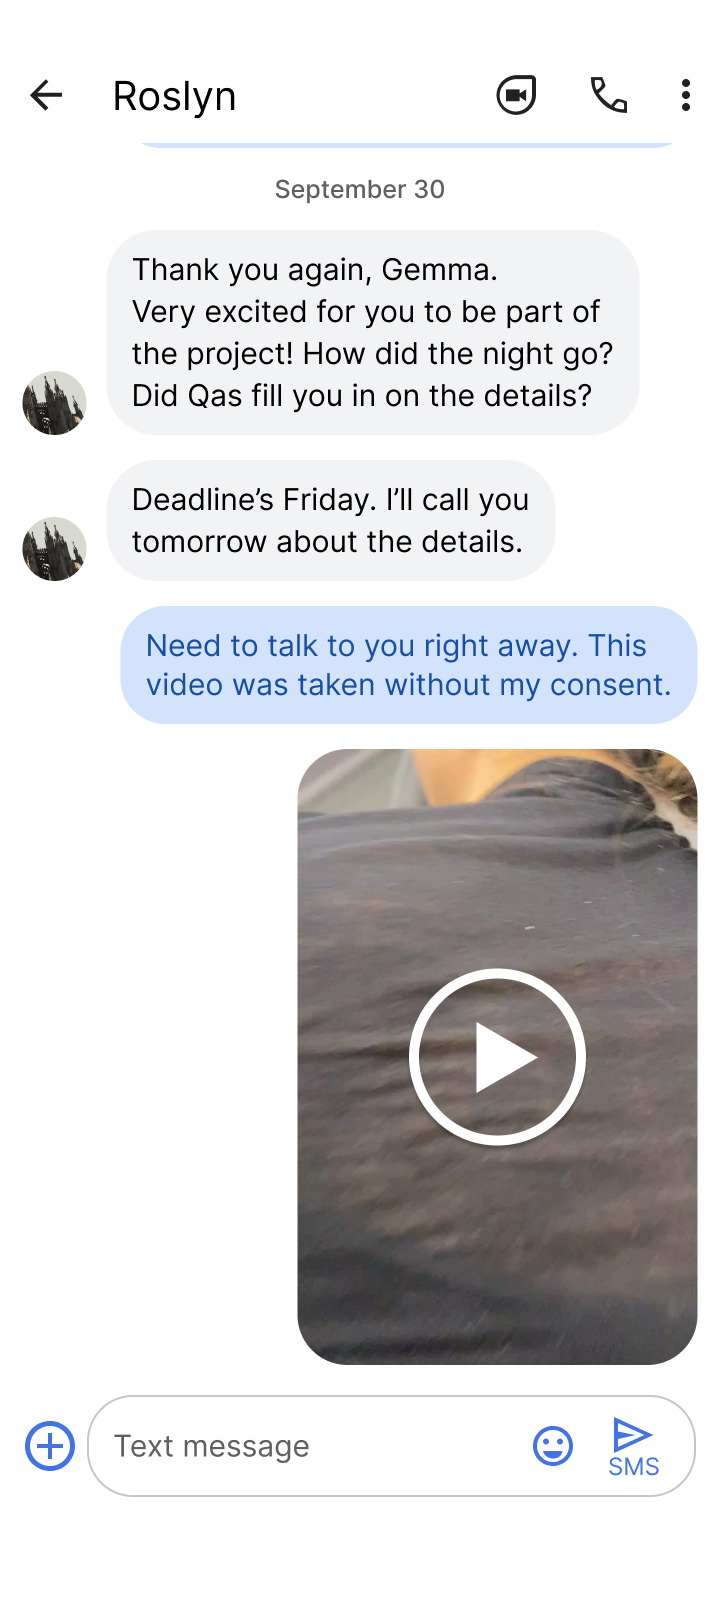 Roslyn
September 30
Thank you again, Gemma.
Very excited for you to be part of
the project! How did the night go?
Did Qas fill you in on the details?
Deadline’s Friday. I’ll call you
tomorrow about the details.
Need to talk to you right away. This
video was taken without my consent.
Text message
SMS